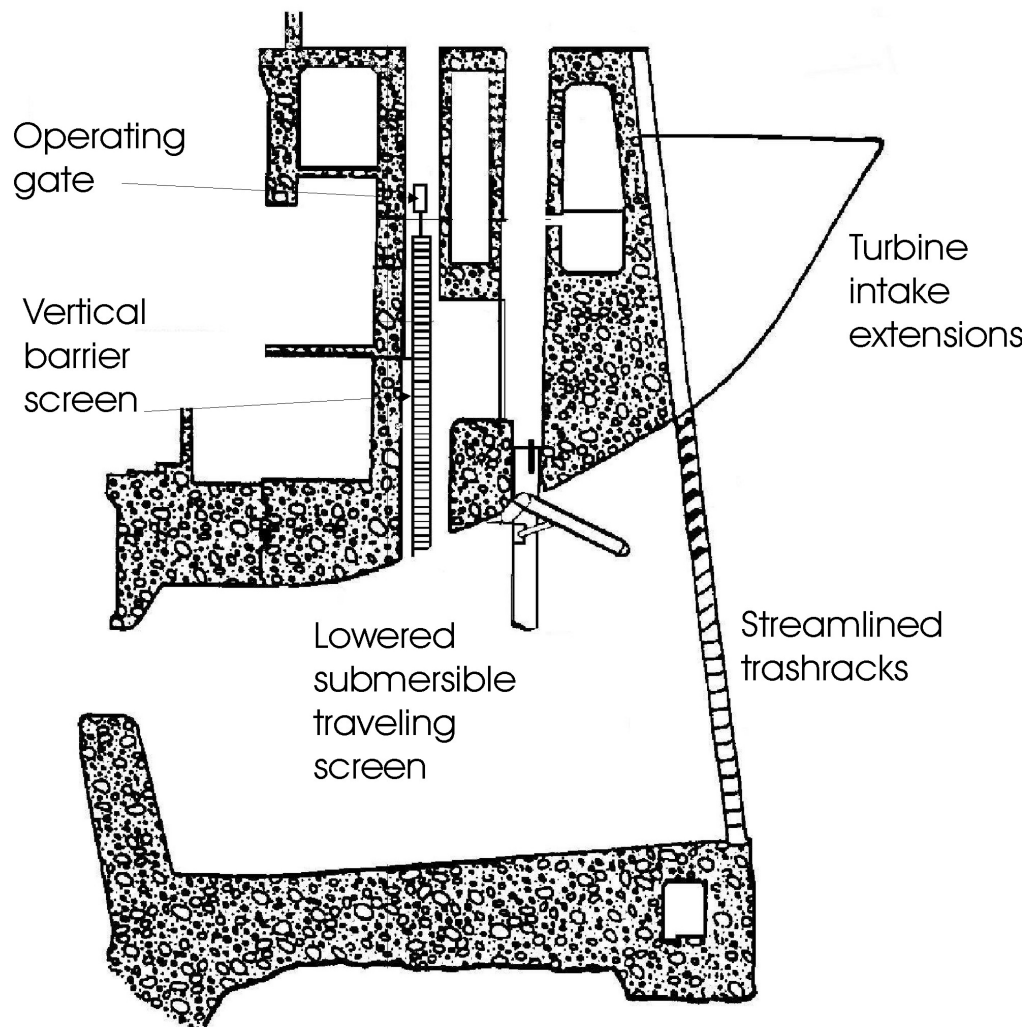 Operating
gate
Vertical
barrier
screen
Turbine
intake
extensions
Lowered
submersible
traveling
screen
Streamlined
trashracks